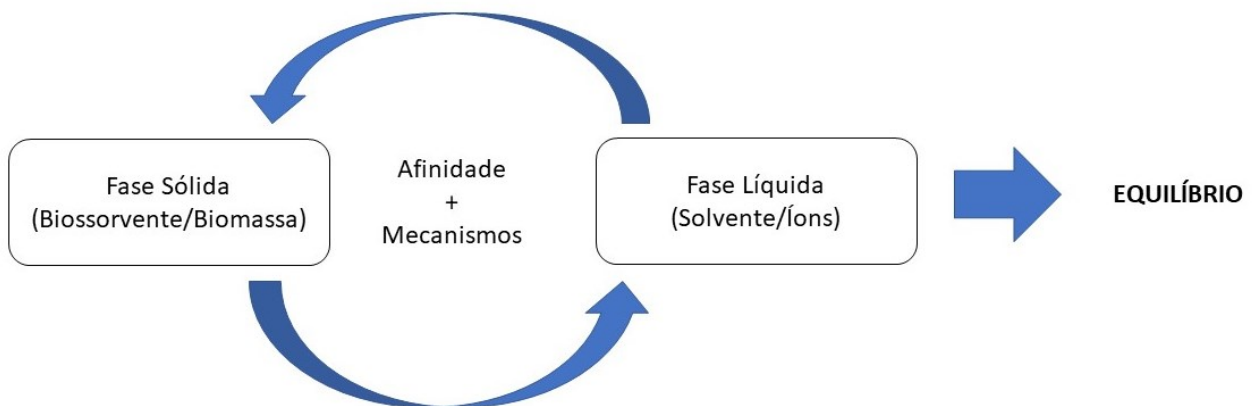 Fase Sólida
(Biossorvente/Biomassa)
Afinidade
+
Mecanismos
Fase Líquida
(Solvente/Íons)
EQUILÍBRIO